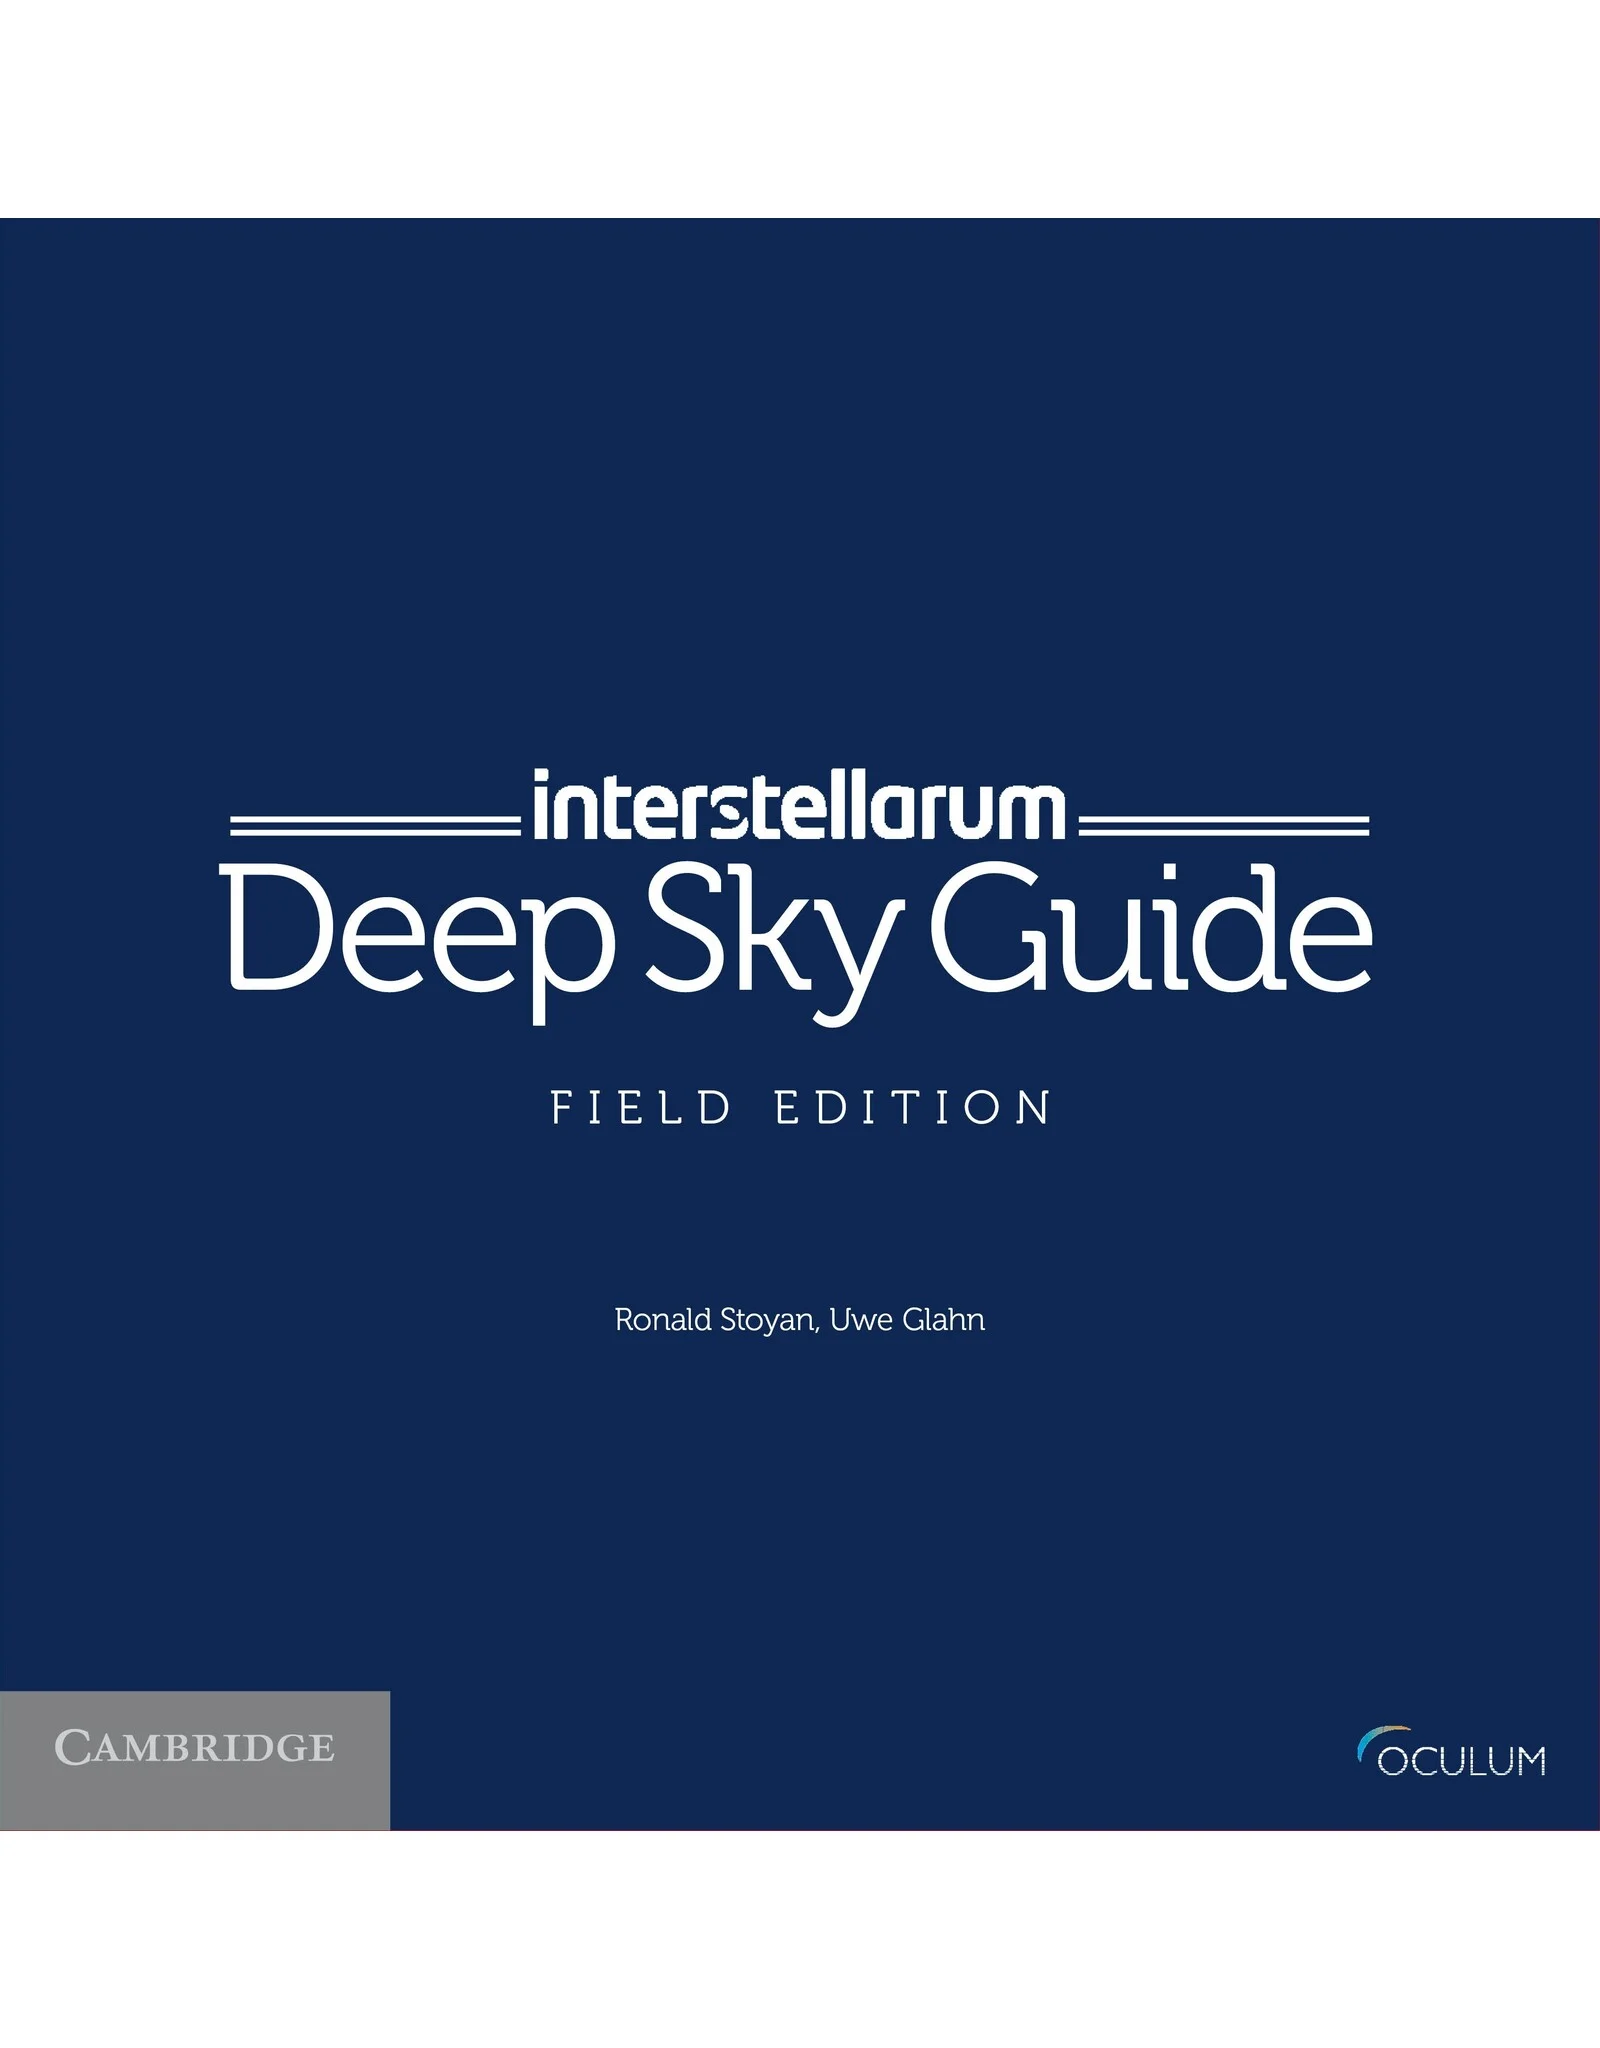 interstellarum
Deep Sky Guide
FIELD EDITION
Ronald Stoyan, Uwe Glahn
CAMBRIDGE
OCULUM